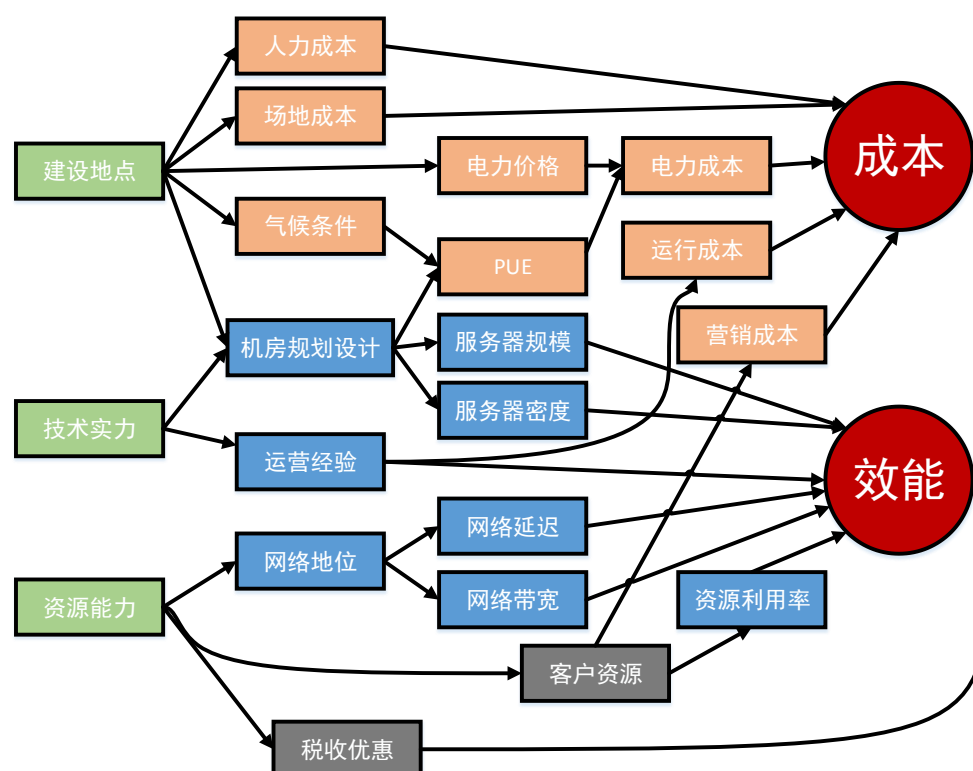 人力成本
场地成本
建设地点
电力价格
电力成本
成本
气候条件
PUE
运行成本
机房规划设计
服务器规模
营销成本
服务器密度
技术实力
运营经验
效能
网络延迟
网络地位
网络带宽
资源利用率
资源能力
客户资源
税收优惠